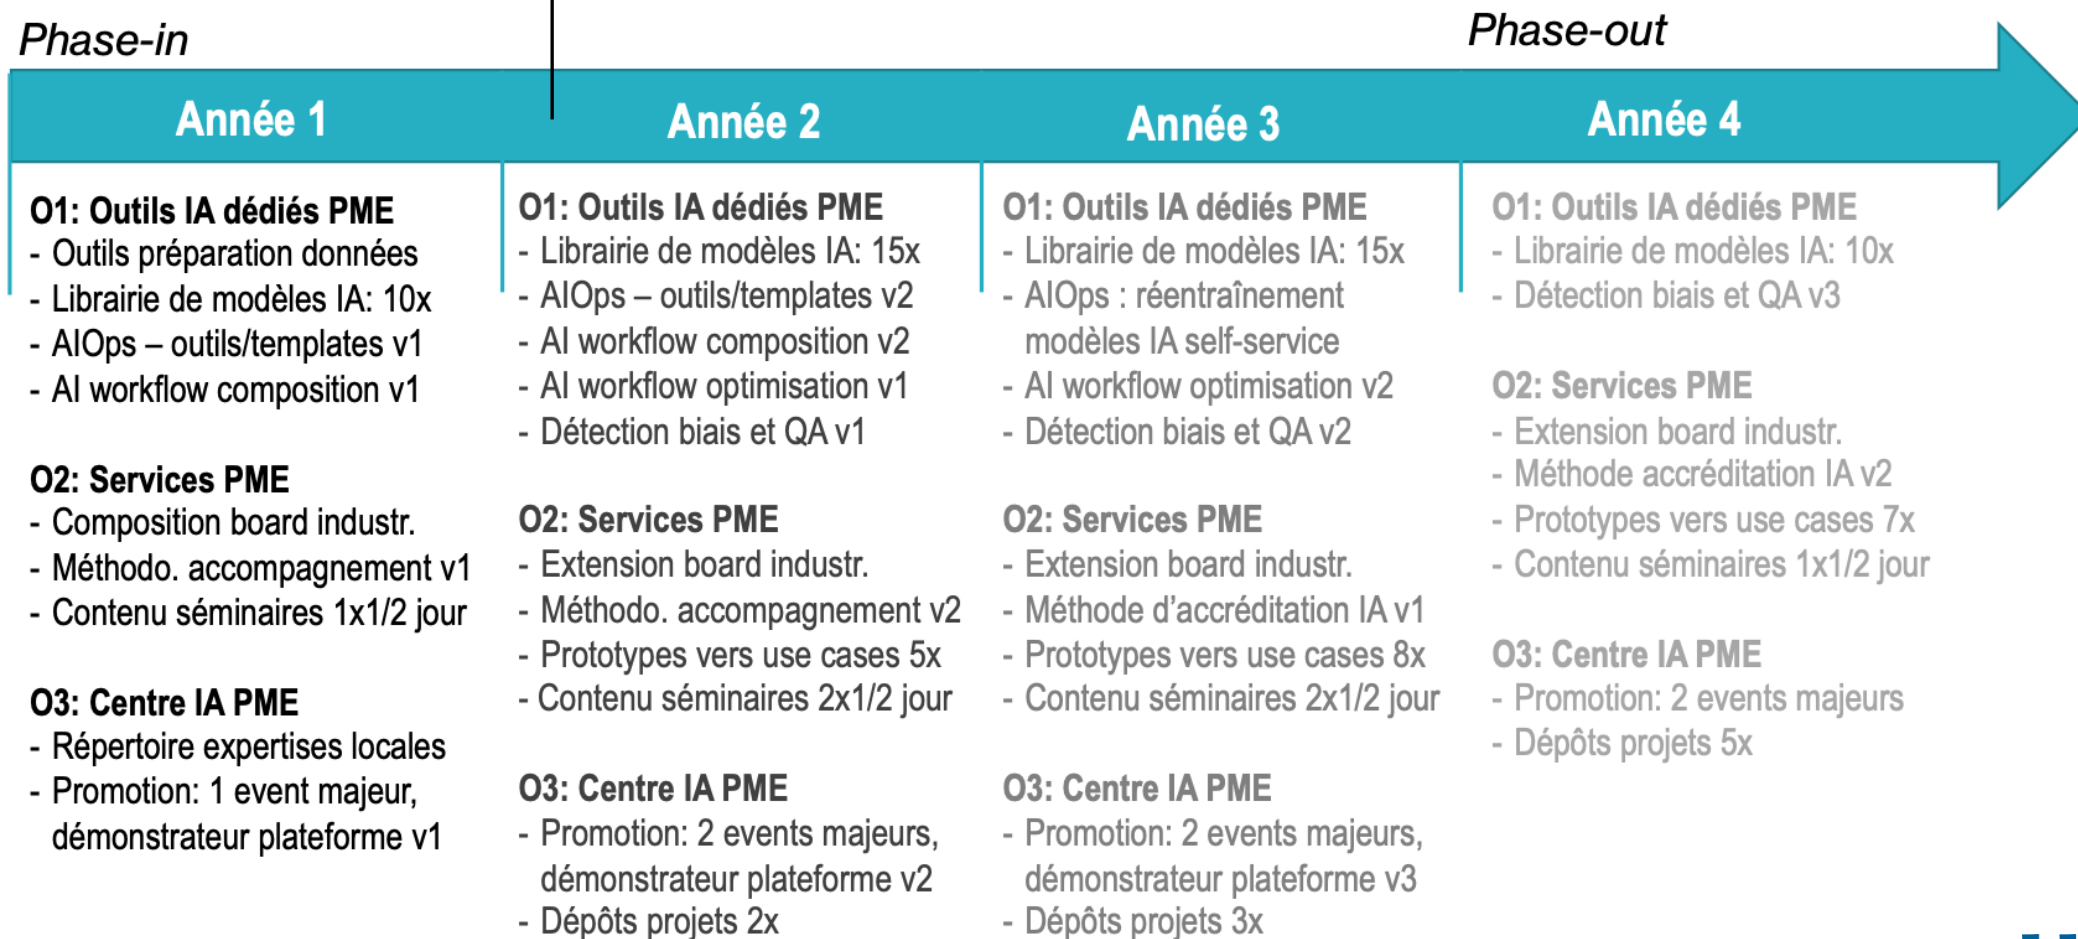 Phase-in
Phase-out
Année 1
Année 2
Année 3
Année 4
O1: Outils IA dédiés PME
- Outils préparation données
- Librairie de modèles IA: 10x
- AIOps – outils/templates v1
- AI workflow composition v1
O2: Services PME
- Composition board industr.
- Méthodo. accompagnement v1
- Contenu séminaires 1x1/2 jour
O3: Centre IA PME
- Répertoire expertises locales
- Promotion: 1 event majeur,
démonstrateur plateforme v1
O1: Outils IA dédiés PME
- Librairie de modèles IA: 15x
- AIOps – outils/templates v2
- AI workflow composition v2
- AI workflow optimisation v1
- Détection biais et QA v1
O2: Services PME
- Extension board industr.
- Méthodo. accompagnement v2
- Prototypes vers use cases 5x
- Contenu séminaires 2x1/2 jour
O3: Centre IA PME
- Promotion: 2 events majeurs,
démonstrateur plateforme v2
- Dépôts projets 2x
O1: Outils IA dédiés PME
- Librairie de modèles IA: 15x
- AIOps : réentraînement
modèles IA self-service
- AI workflow optimisation v2
- Détection biais et QA v2
O2: Services PME
- Extension board industr.
- Méthode d'accréditation IA v1
- Prototypes vers use cases 8x
- Contenu séminaires 2x1/2 jour
O3: Centre IA PME
- Promotion: 2 events majeurs,
démonstrateur plateforme v3
- Dépôts projets 3x
O1: Outils IA dédiés PME
- Librairie de modèles IA: 10x
- Détection biais et QA v3
O2: Services PME
- Extension board industr.
- Méthode accréditation IA v2
- Prototypes vers use cases 7x
- Contenu séminaires 1x1/2 jour
O3: Centre IA PME
- Promotion: 2 events majeurs
- Dépôts projets 5x